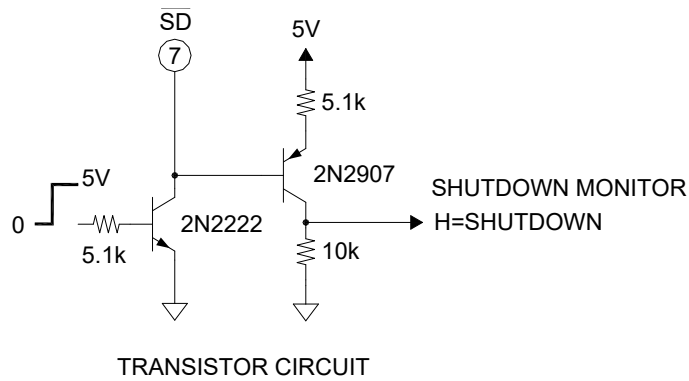 SD
7
5V
5.1k
2N2907
SHUTDOWN MONITOR
H=SHUTDOWN
5V
0
5.1k
2N2222
10k
TRANSISTOR CIRCUIT